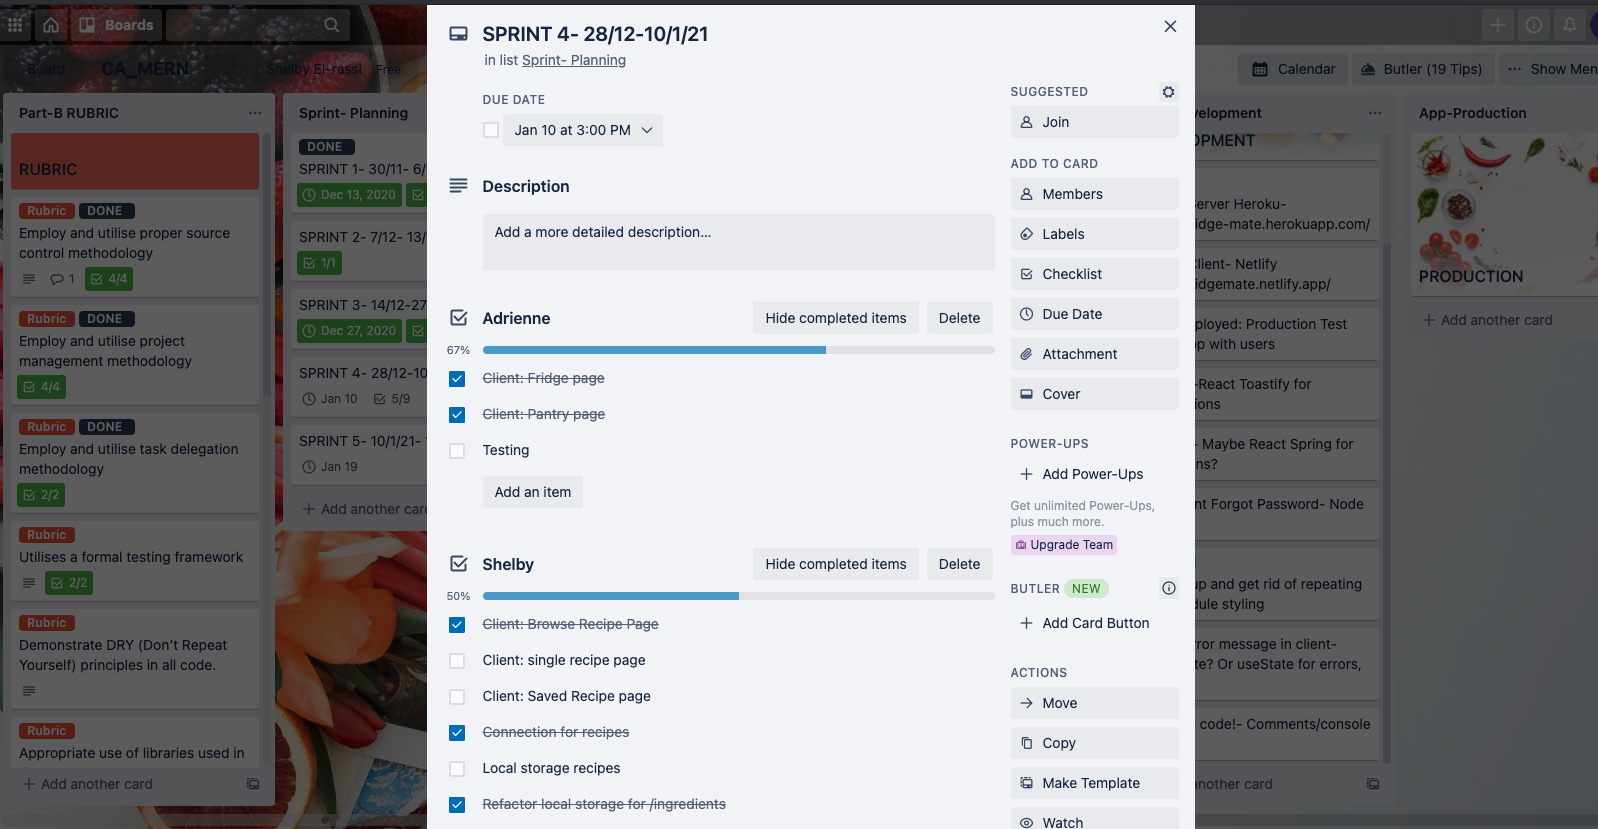 Boards
Board
CA_MERN
Shelby El-rassi
Free
Calendar
Butler (19 Tips)
Show Men
Part-B RUBRIC
RUBRIC
Rubric DONE
Employ and utilise proper source
control methodology
1
4/4
Rubric DONE
Employ and utilise project
management methodology
4/4
Rubric DONE
Employ and utilise task delegation
methodology
2/2
Rubric
Utilises a formal testing framework
2/2
Rubric
Demonstrate DRY (Don't Repeat
Yourself) principles in all code.
Rubric
Appropriate use of libraries used in
+ Add another card
Sprint- Planning
DONE
SPRINT 1- 30/11- 6/
Dec 13, 2020
SPRINT 2- 7/12- 13/
1/1
SPRINT 3- 14/12-27
Dec 27, 2020
SPRINT 4- 28/12-10
Jan 10
5/9
SPRINT 5- 10/1/21-
Jan 19
+ Add another card
SPRINT 4- 28/12-10/1/21
in list Sprint- Planning
DUE DATE
Jan 10 at 3:00 PM
Description
Add a more detailed description...
Adrienne
Hide completed items
Delete
67%
Client: Fridge page
Client: Pantry page
Testing
Add an item
Shelby
Hide completed items
Delete
50%
Client: Browse Recipe Page
Client: single recipe page
Client: Saved Recipe page
Connection for recipes
Local storage recipes
Refactor local storage for /ingredients
SUGGESTED
Join
ADD TO CARD
Members
Labels
Checklist
Due Date
Attachment
Cover
POWER-UPS
+ Add Power-Ups
Get unlimited Power-Ups,
plus much more.
Upgrade Team
BUTLER NEW
+ Add Card Button
ACTIONS
Move
Copy
Make Template
Watch
velopment
OPMENT
Server Heroku-
idge-mate.herokuapp.com/
Client- Netlify
idgemate.netlify.app/
ployed: Production Test
p with users
-React Toastify for
ions
- Maybe React Spring for
ns?
nt Forgot Password- Node
up and get rid of repeating
dule styling
rror message in client-
te? Or useState for errors,
code!- Comments/console
another card
App-Production
PRODUCTION
+ Add another card